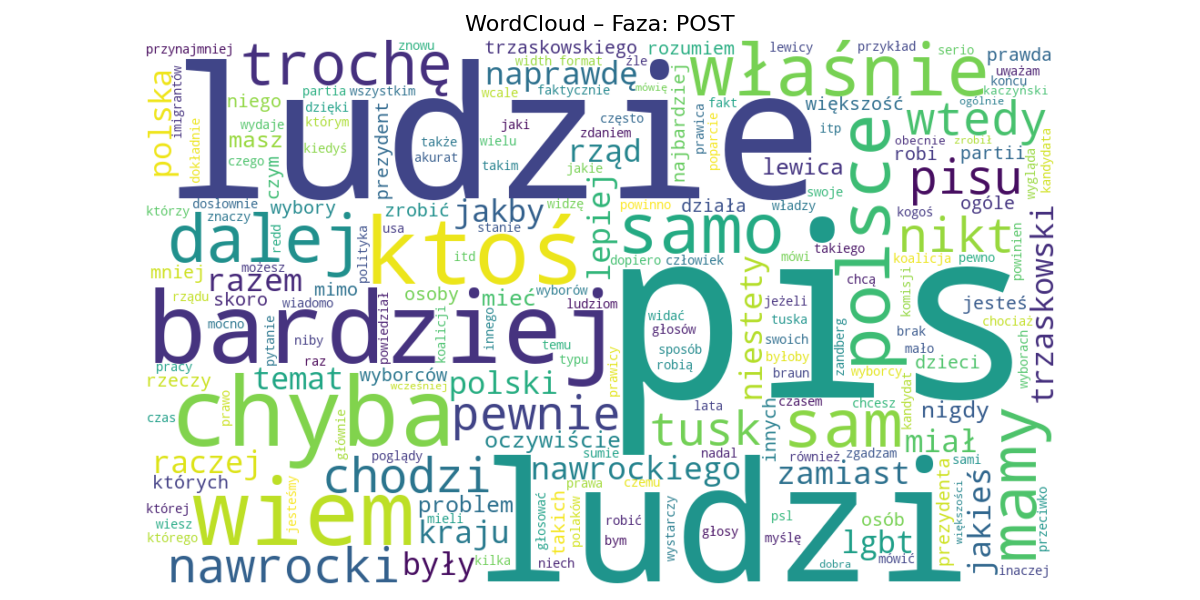 WordCloud – Faza: POST
przynajmniej
trochę
znowu
trzaskowskiego
rozumiem
lewicy
przykład
serio
prawda
imigrantów
polska
ludzie
width format
źle
właśnie
uważam
naprawdę
mówię
końcu
kaczyński
partia
wszystkim
wcale
faktycznie
niego
dzięki
najbardziej
fakt
większość
ogólnie
wtedy
wydaje
którym
prezydent
także
jaki
często
prawica
poparcie
itp
dokładnie
masz
kiedyś
wielu
zdaniem
rząd
polsce
obecnie
zrobił
czego
czym
akurat
takim
jakie
lewica
robi
partii
wygląda
kandydata
pisu
dosłownie
którzy
znaczy
wybory
zrobić
jakby
widzę
lepiej
powinno
działa
swoje
władzy
kogoś
ogóle
dalej
redd
usa
stanie
ktoś
samo
takiego
nikt
powinien
trzaskowski
polityka
itd
dopiero
człowiek
mówi
koalicja
pewno
mniej
możesz
razem
mimo
chcą
komisji
pis
rządu
skoro
wiadomo
osoby
mieć
wyborów
ludziom
niestety
jeżeli
jesteś
bardziej
powiedział
koalicji
innego
widać
głosów
tuska
chociaż
mocno
pytanie
niby
temu
swoich
zandberg
brak
raz
typu
sposób
robią
byłoby
mało
dzieci
wyborach
pracy
temat
wyborców
prawicy
braun
wyborcy
rzeczy
wcześniej
polski
chyba
czas
prawo
głównie
pewnie
lata
innych
czasem
chcesz
kandydat
nigdy
tusk
sam
miał
mamy
oczywiście
sumie
nadal
również
zgadzam
sami
raczej
poglądy
chodzi
nawrockiego
zamiast
których
prawa
czemu
prezydenta
większości
jakieś
przeciwko
wiem
jesteśmy
problem
głosować
takich
polaków
której
wiesz
którego
mieli
kraju
ludzi
robić
bym
wystarczy
głosy
psl
myślę
osób
lgbt
mówić
nawrocki
były
kilka
niech
dobra
inaczej